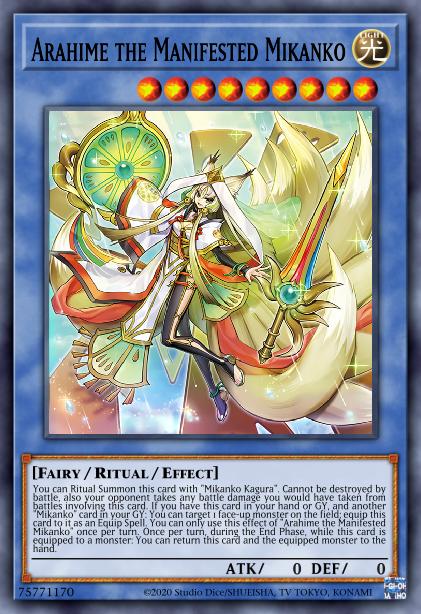 ARAHIME THE MANIFESTED MIKANKO
LIGHT
光
[FAIRY / RITUAL / EFFECT]
You can Ritual Summon this card with "Mikanko Kagura". Cannot be destroyed by
battle, also your opponent takes any battle damage you would have taken from
battles involving this card. If you have this card in your hand or GY, and another
"Mikanko" card in your GY: You can target 1 face-up monster on the field; equip this
card to it as an Equip Spell. You can only use this effect of "Arahime the Manifested
Mikanko" once per turn. Once per turn, during the End Phase, while this card is
equipped to a monster: You can return this card and the equipped monster to the
hand.
ATK/ 0 DEF/ 0
75771170 ©2020 Studio Dice/SHUEISHA, TV TOKYO, KONAMI